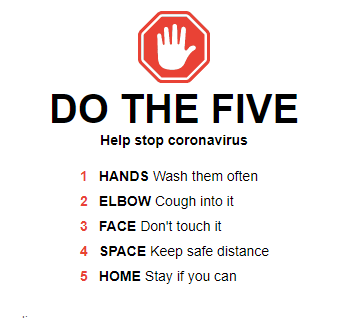 DO THE FIVE
Help stop coronavirus
1 HANDS Wash them often
2 ELBOW Cough into it
3 FACE Don't touch it
4 SPACE Keep safe distance
5 HOME Stay if you can